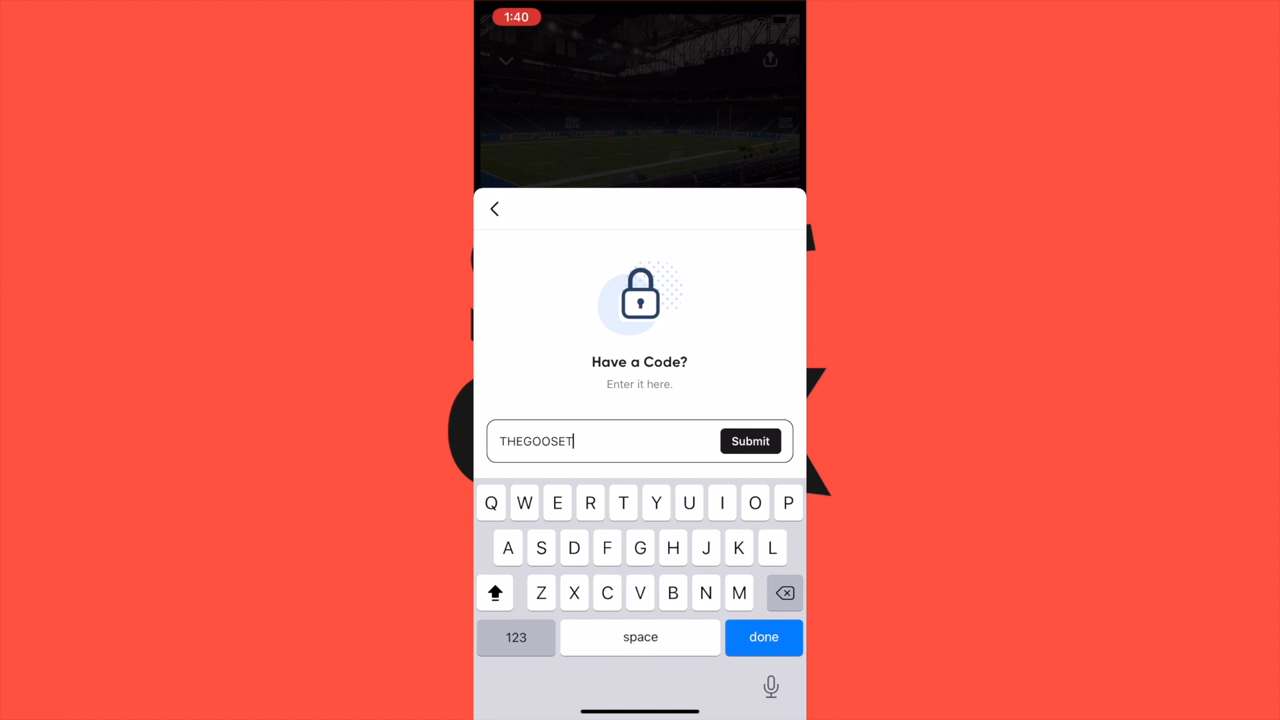 1:40
Have a Code?
Enter it here.
THEGOOSET
Submit
Q W E R T Y U I O P
A S D F G H J K L
Z X C V B N M
123 space done